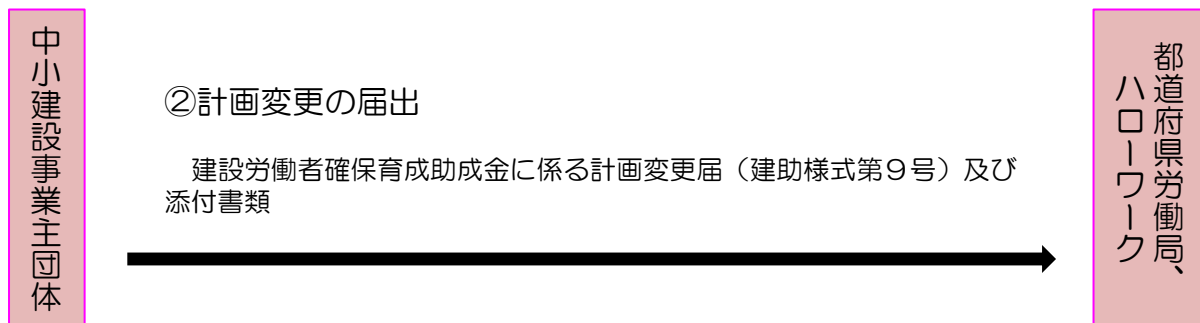 中小建設事業主団体
②計画変更の届出
建設労働者確保育成助成金に係る計画変更届（建助様式第９号）及び
添付書類
都道府県労働局、
ハローワーク